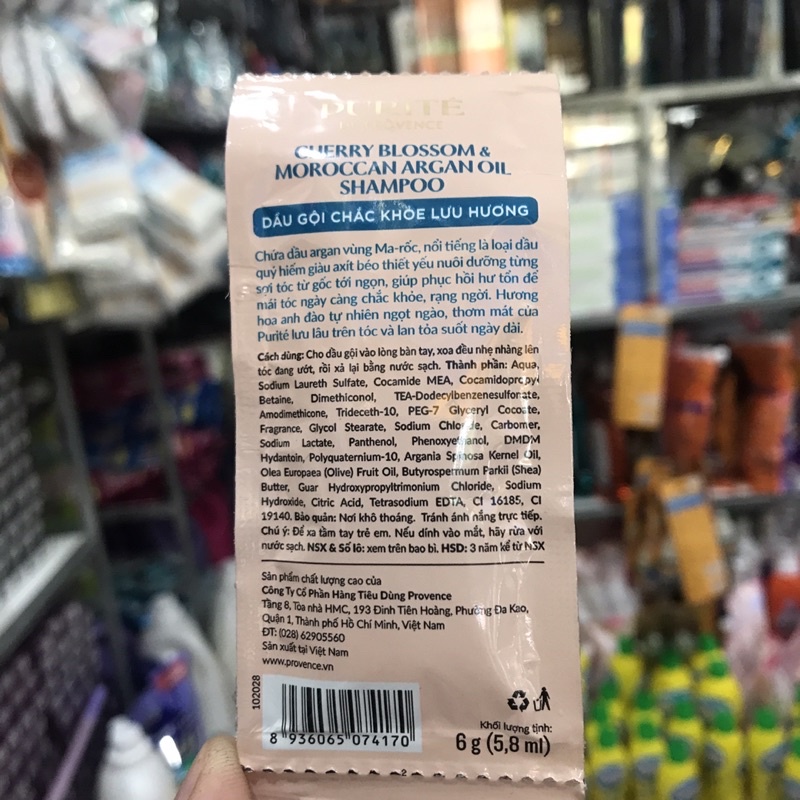 PURITÉ
PROVENCE
CHERRY BLOSSOM &
MOROCCAN ARGAN OIL
SHAMPOO
DẦU GỘI CHẮC KHỎE LƯU HƯƠNG
Chứa dầu argan vùng Ma-rốc, nổi tiếng là loại dầu
quý hiếm giàu axít béo thiết yếu nuôi dưỡng từng
sợi tóc từ gốc tới ngọn, giúp phục hồi hư tổn để
mái tóc ngày càng chắc khỏe, rạng ngời. Hương
hoa anh đào tự nhiên ngọt ngào, thơm mát của
Purité lưu lâu trên tóc và lan tỏa suốt ngày dài.
Cách dùng: Cho dầu gội vào lòng bàn tay, xoa đều nhẹ nhàng lên
tóc đang ướt, rồi xả lại bằng nước sạch. Thành phần: Aqua,
Sodium Laureth Sulfate, Cocamide MEA, Cocamidopropyl
Betaine, Dimethiconol, TEA-Dodecylbenzenesulfonate,
Amodimethicone, Trideceth-10, PEG-7 Glyceryl Cocoate,
Fragrance, Glycol Stearate, Sodium Chloride, Carbomer,
Sodium Lactate, Panthenol, Phenoxyethanol, DMDM
Hydantoin, Polyquaternium-10, Argania Spinosa Kernel Oil,
Olea Europaea (Olive) Fruit Oil, Butyrospermum Parkii (Shea)
Butter, Guar Hydroxypropyltrimonium Chloride, Sodium
Hydroxide, Citric Acid, Tetrasodium EDTA, CI 16185, CI
19140. Bảo quản: Nơi khô thoáng. Tránh ánh nắng trực tiếp.
Chú ý: Để xa tầm tay trẻ em. Nếu dính vào mắt, hãy rửa với
nước sạch. NSX & Số lô: xem trên bao bì. HSD: 3 năm kể từ NSX
Sản phẩm chất lượng cao của
Công Ty Cổ Phần Hàng Tiêu Dùng Provence
Tầng 8, Tòa nhà HMC, 193 Đinh Tiên Hoàng, Phường Đa Kao,
Quận 1, Thành phố Hồ Chí Minh, Việt Nam
ĐT: (028) 62905560
Sản xuất tại Việt Nam
www.provence.vn
102028
8 936065 074170
Khối lượng tịnh:
6 g (5,8 ml)
2